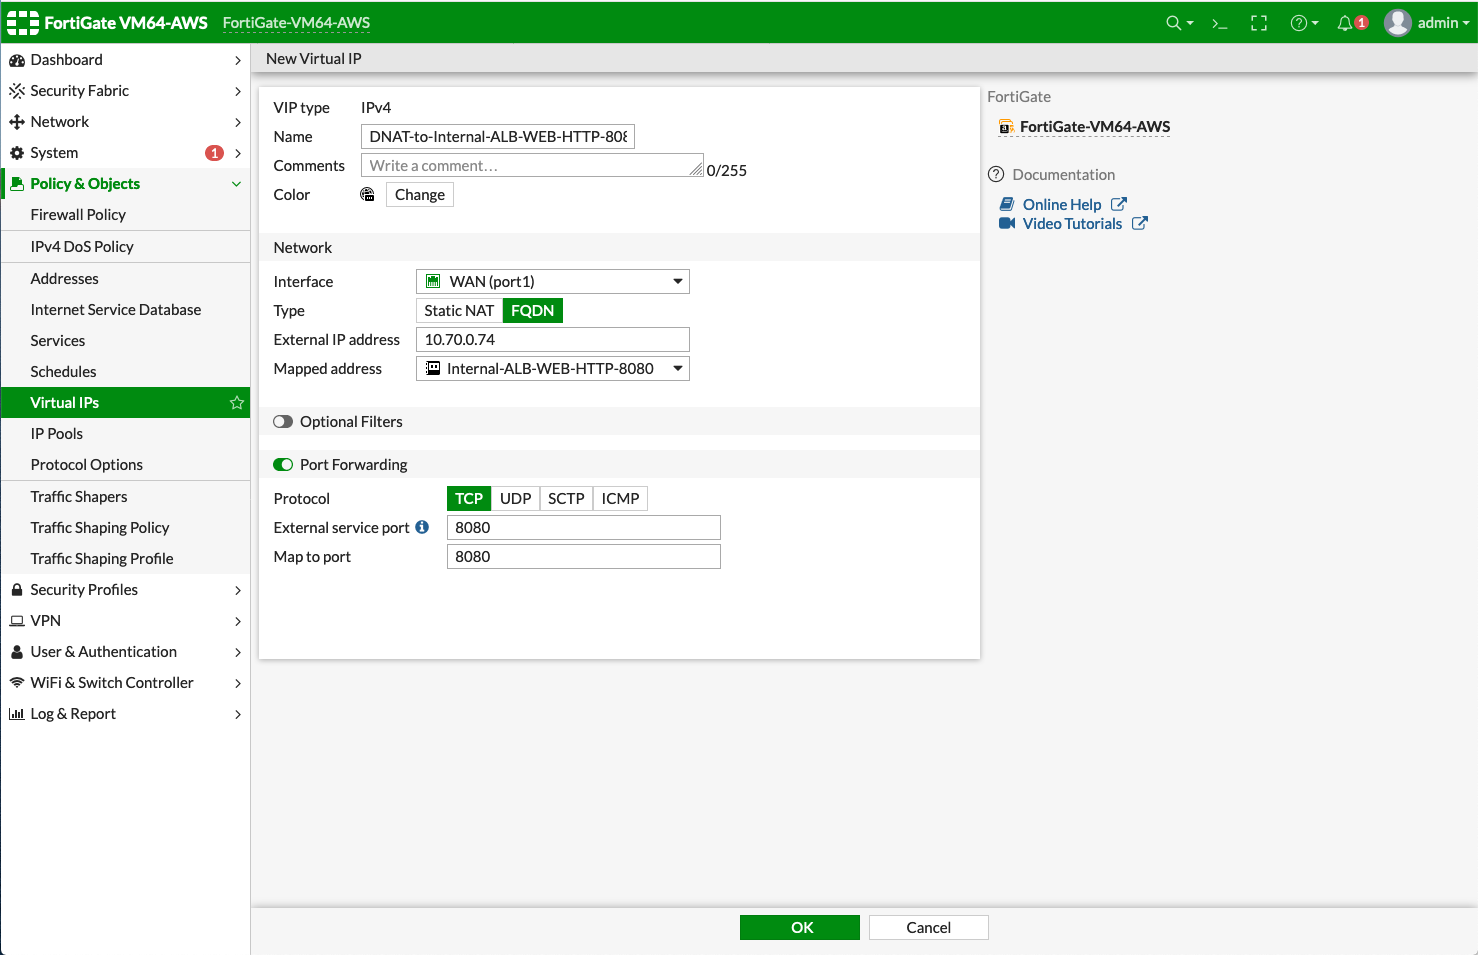 FortiGate VM64-AWS FortiGate-VM64-AWS >_ ? 1 admin
Dashboard
Security Fabric
Network
System 1
Policy & Objects
Firewall Policy
IPv4 DoS Policy
Addresses
Internet Service Database
Services
Schedules
Virtual IPs
IP Pools
Protocol Options
Traffic Shapers
Traffic Shaping Policy
Traffic Shaping Profile
Security Profiles
VPN
User & Authentication
WiFi & Switch Controller
Log & Report
New Virtual IP
VIP type IPv4
Name DNAT-to-Internal-ALB-WEB-HTTP-808
Comments Write a comment... 0/255
Color Change
Network
Interface WAN (port1)
Type Static NAT FQDN
External IP address 10.70.0.74
Mapped address Internal-ALB-WEB-HTTP-8080
Optional Filters
Port Forwarding
Protocol TCP UDP SCTP ICMP
External service port i 8080
Map to port 8080
FortiGate
FortiGate-VM64-AWS
? Documentation
Online Help
Video Tutorials
OK Cancel